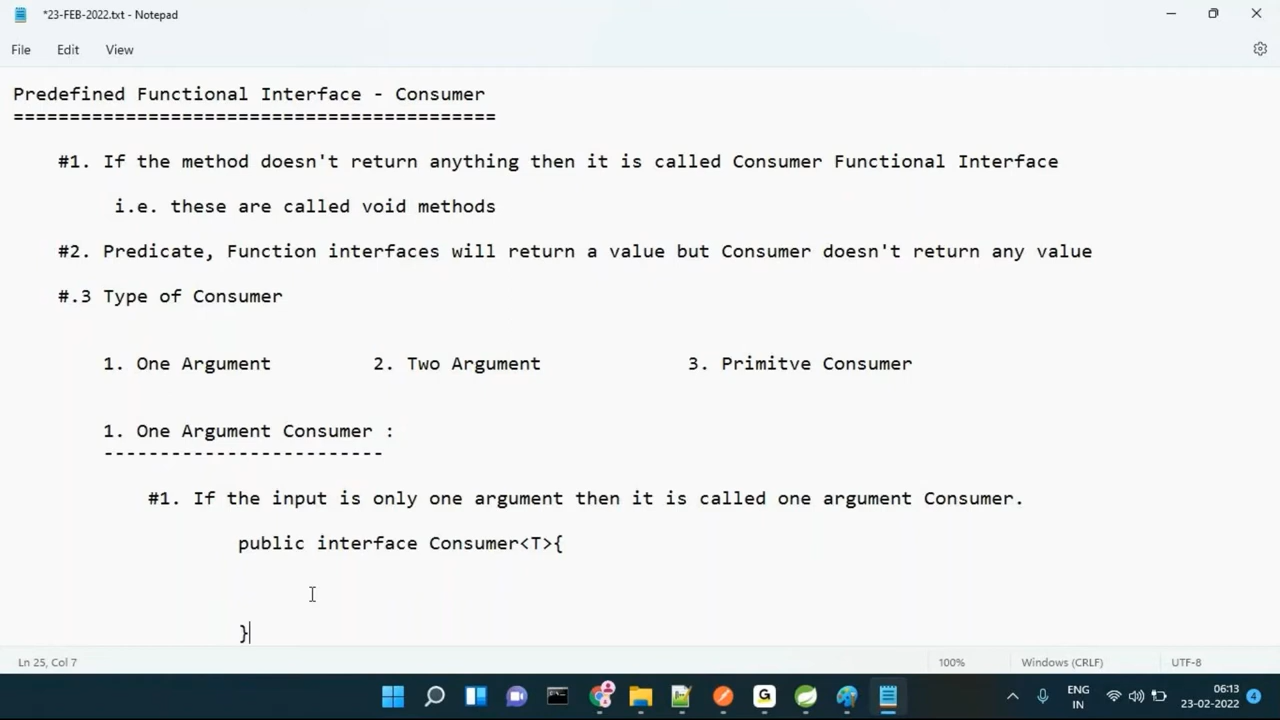 *23-FEB-2022.txt - Notepad
File Edit View
Predefined Functional Interface - Consumer
===========================================
#1. If the method doesn't return anything then it is called Consumer Functional Interface
i.e. these are called void methods
#2. Predicate, Function interfaces will return a value but Consumer doesn't return any value
#.3 Type of Consumer
1. One Argument 2. Two Argument 3. Primitve Consumer
1. One Argument Consumer :
-------------------------
#1. If the input is only one argument then it is called one argument Consumer.
public interface Consumer<T>{
}
Ln 25, Col 7 100% Windows (CRLF) UTF-8
ENG 06:13
IN 23-02-2022 4